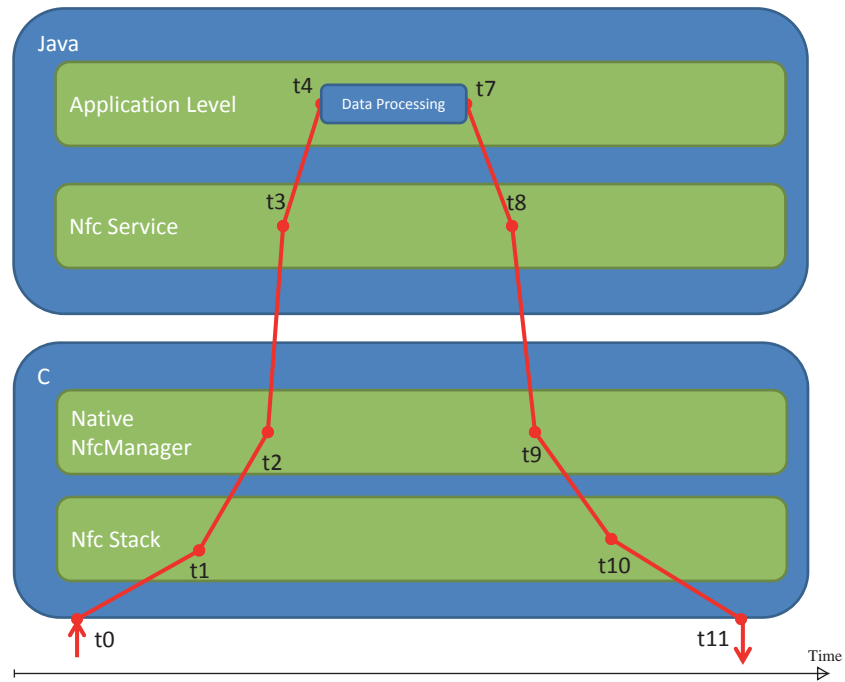 Java
t4
t7
Application Level
Data Processing
t3
t8
Nfc Service
C
Native
NfcManager
t2
t9
Nfc Stack
t1
t10
t0
t11
Time